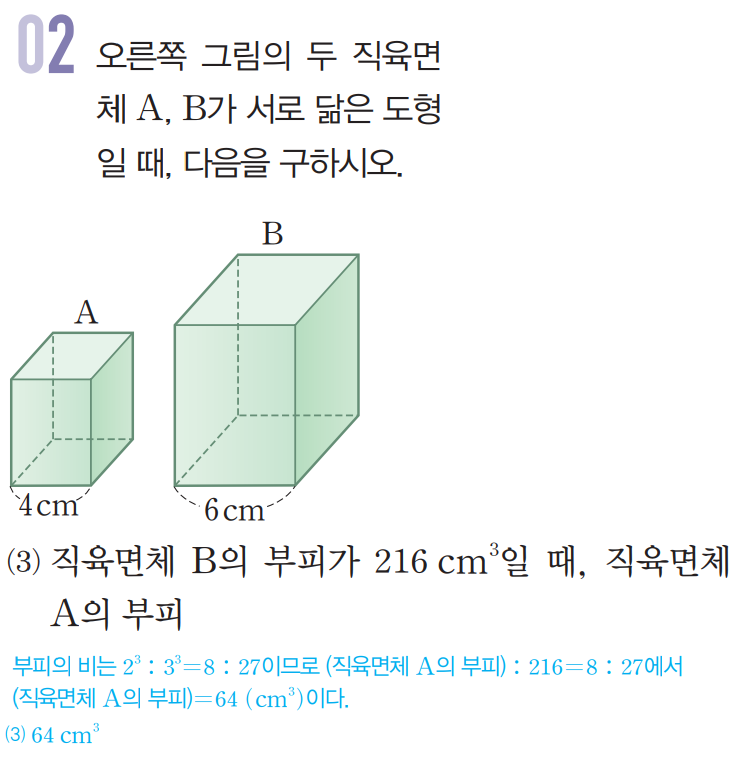 02
오른쪽 그림의 두 직육면
체 A, B가 서로 닮은 도형
일 때, 다음을 구하시오.
B
A
4 cm
6 cm
(3) 직육면체 B의 부피가 216 cm³일 때, 직육면체
A의 부피
부피의 비는 2³ : 3³=8 : 27이므로 (직육면체 A의 부피) : 216=8 : 27에서
(직육면체 A의 부피)=64 (cm³)이다.
(3) 64 cm³